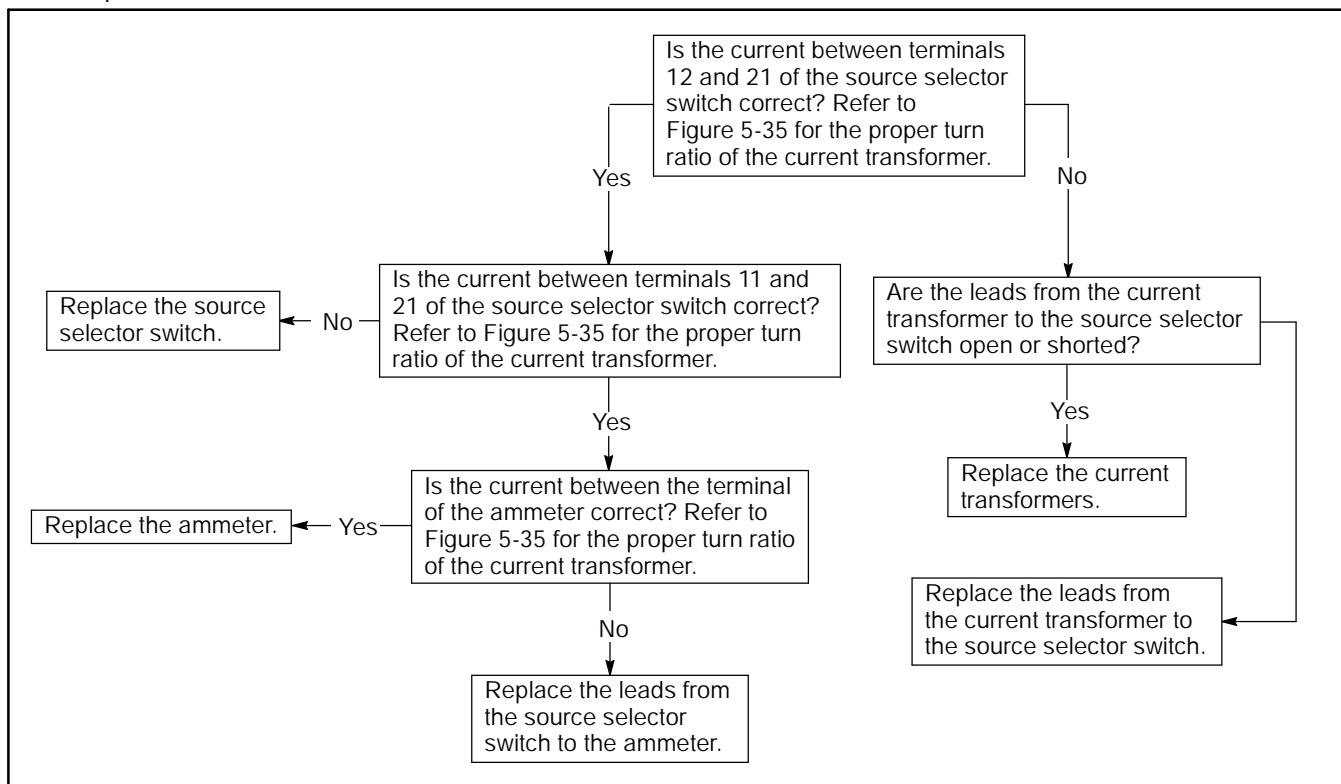 Is the current between terminals
12 and 21 of the source selector
switch correct? Refer to
Figure 5-35 for the proper turn
ratio of the current transformer.
Yes
No
Is the current between terminals 11 and
21 of the source selector switch correct?
Refer to Figure 5-35 for the proper turn
ratio of the current transformer.
No
Replace the source
selector switch.
Are the leads from the current
transformer to the source selector
switch open or shorted?
Yes
Yes
Replace the current
transformers.
Is the current between the terminal
of the ammeter correct? Refer to
Figure 5-35 for the proper turn ratio
of the current transformer.
Yes
Replace the ammeter.
Replace the leads from
the current transformer to
the source selector switch.
No
Replace the leads from
the source selector
switch to the ammeter.